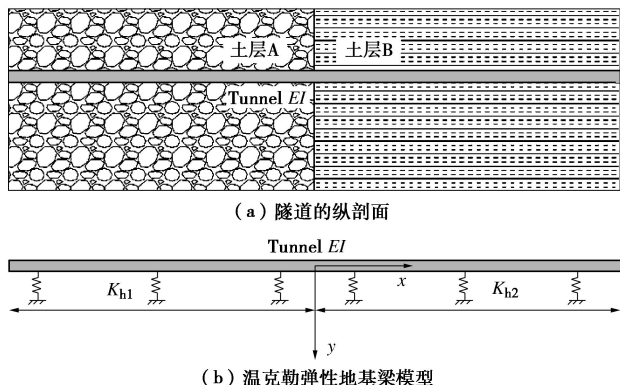 土层A 土层B
Tunnel EI
(a)隧道的纵剖面
Tunnel EI
Kh1 x Kh2
y
(b)温克勒弹性地基梁模型